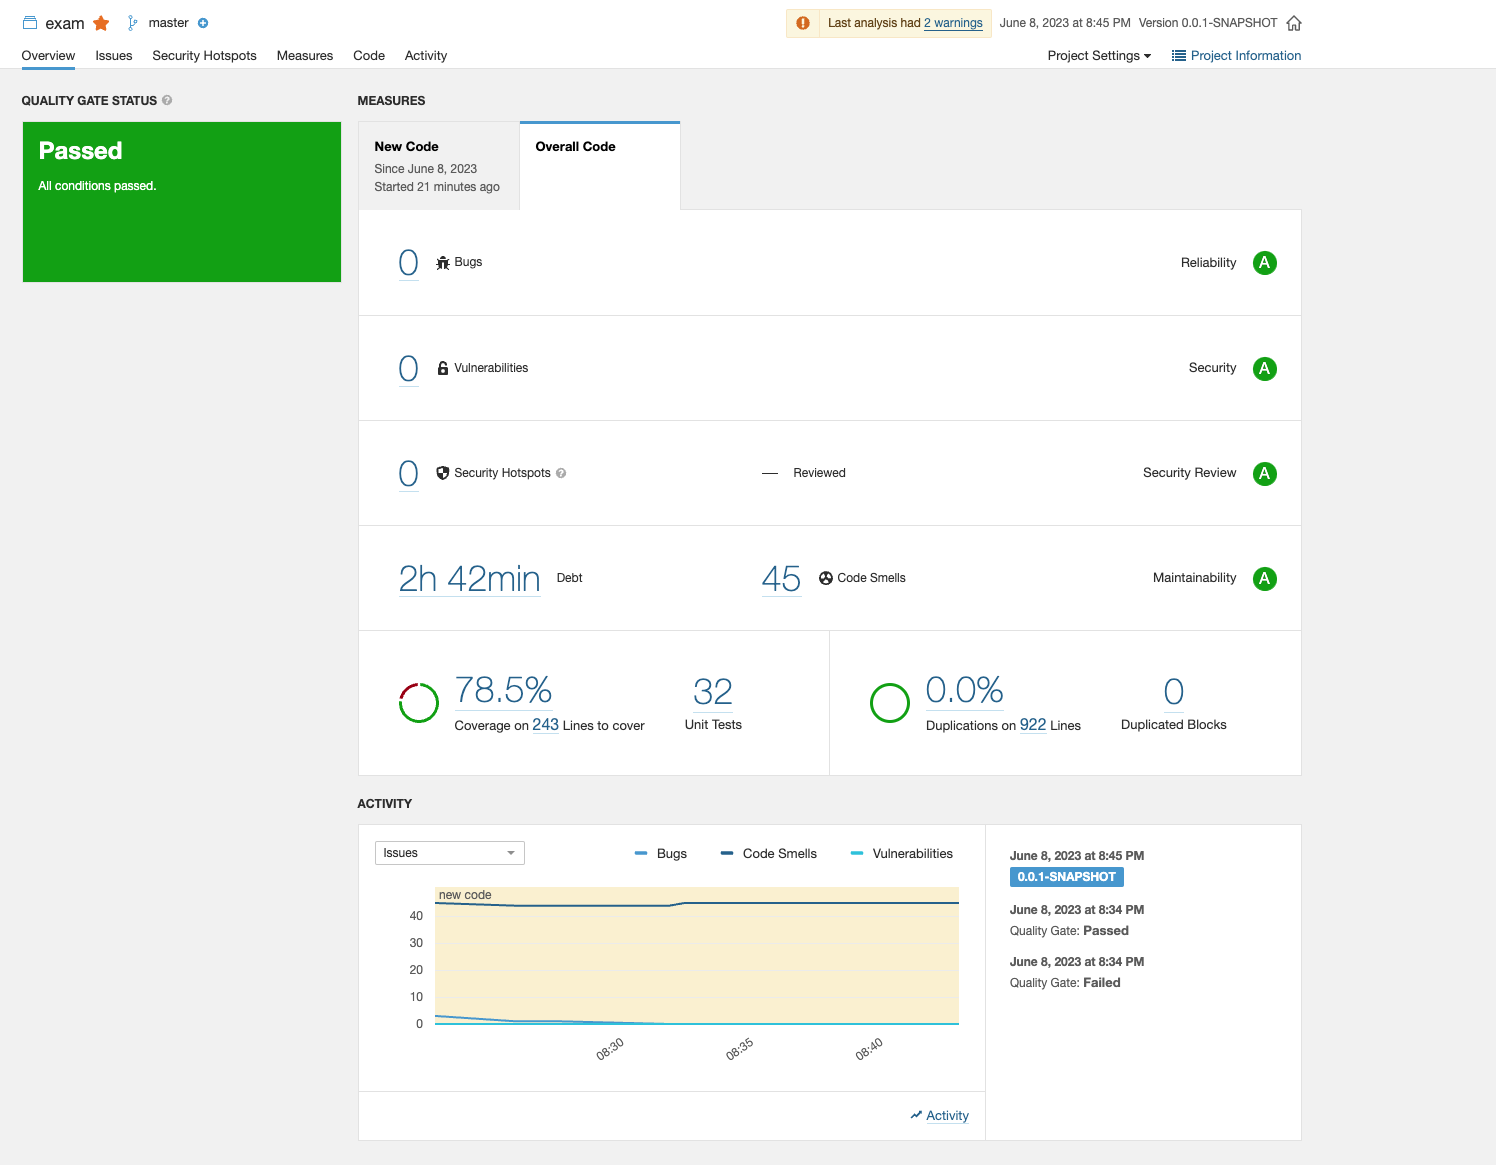 exam master
Last analysis had 2 warnings June 8, 2023 at 8:45 PM Version 0.0.1-SNAPSHOT
Overview Issues Security Hotspots Measures Code Activity Project Settings Project Information
QUALITY GATE STATUS ?
Passed
All conditions passed.
MEASURES
New Code
Since June 8, 2023
Started 21 minutes ago
Overall Code
0 Bugs Reliability A
0 Vulnerabilities Security A
0 Security Hotspots ? — Reviewed Security Review A
2h 42min Debt 45 Code Smells Maintainability A
78.5%
Coverage on 243 Lines to cover
32
Unit Tests
0.0%
Duplications on 922 Lines
0
Duplicated Blocks
ACTIVITY
Issues Bugs Code Smells Vulnerabilities
new code
40
30
20
10
0
08:30 08:35 08:40
Activity
June 8, 2023 at 8:45 PM
0.0.1-SNAPSHOT
June 8, 2023 at 8:34 PM
Quality Gate: Passed
June 8, 2023 at 8:34 PM
Quality Gate: Failed